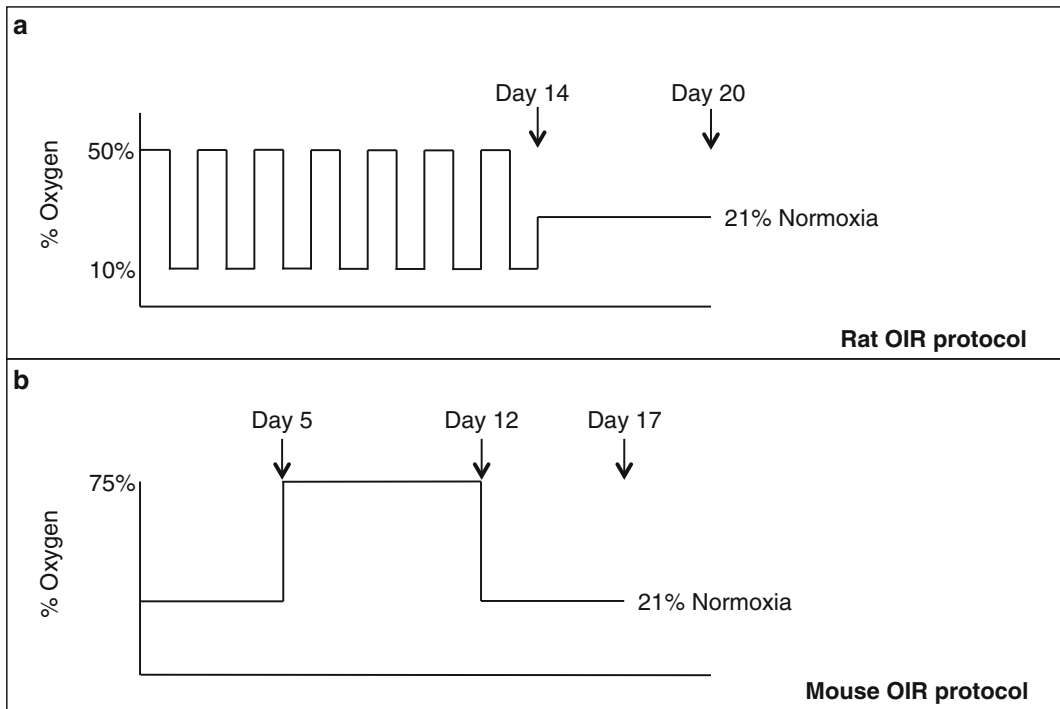 a
Day 14 Day 20
50%
% Oxygen
21% Normoxia
10%
Rat OIR protocol
b
Day 5 Day 12 Day 17
75%
% Oxygen
21% Normoxia
Mouse OIR protocol